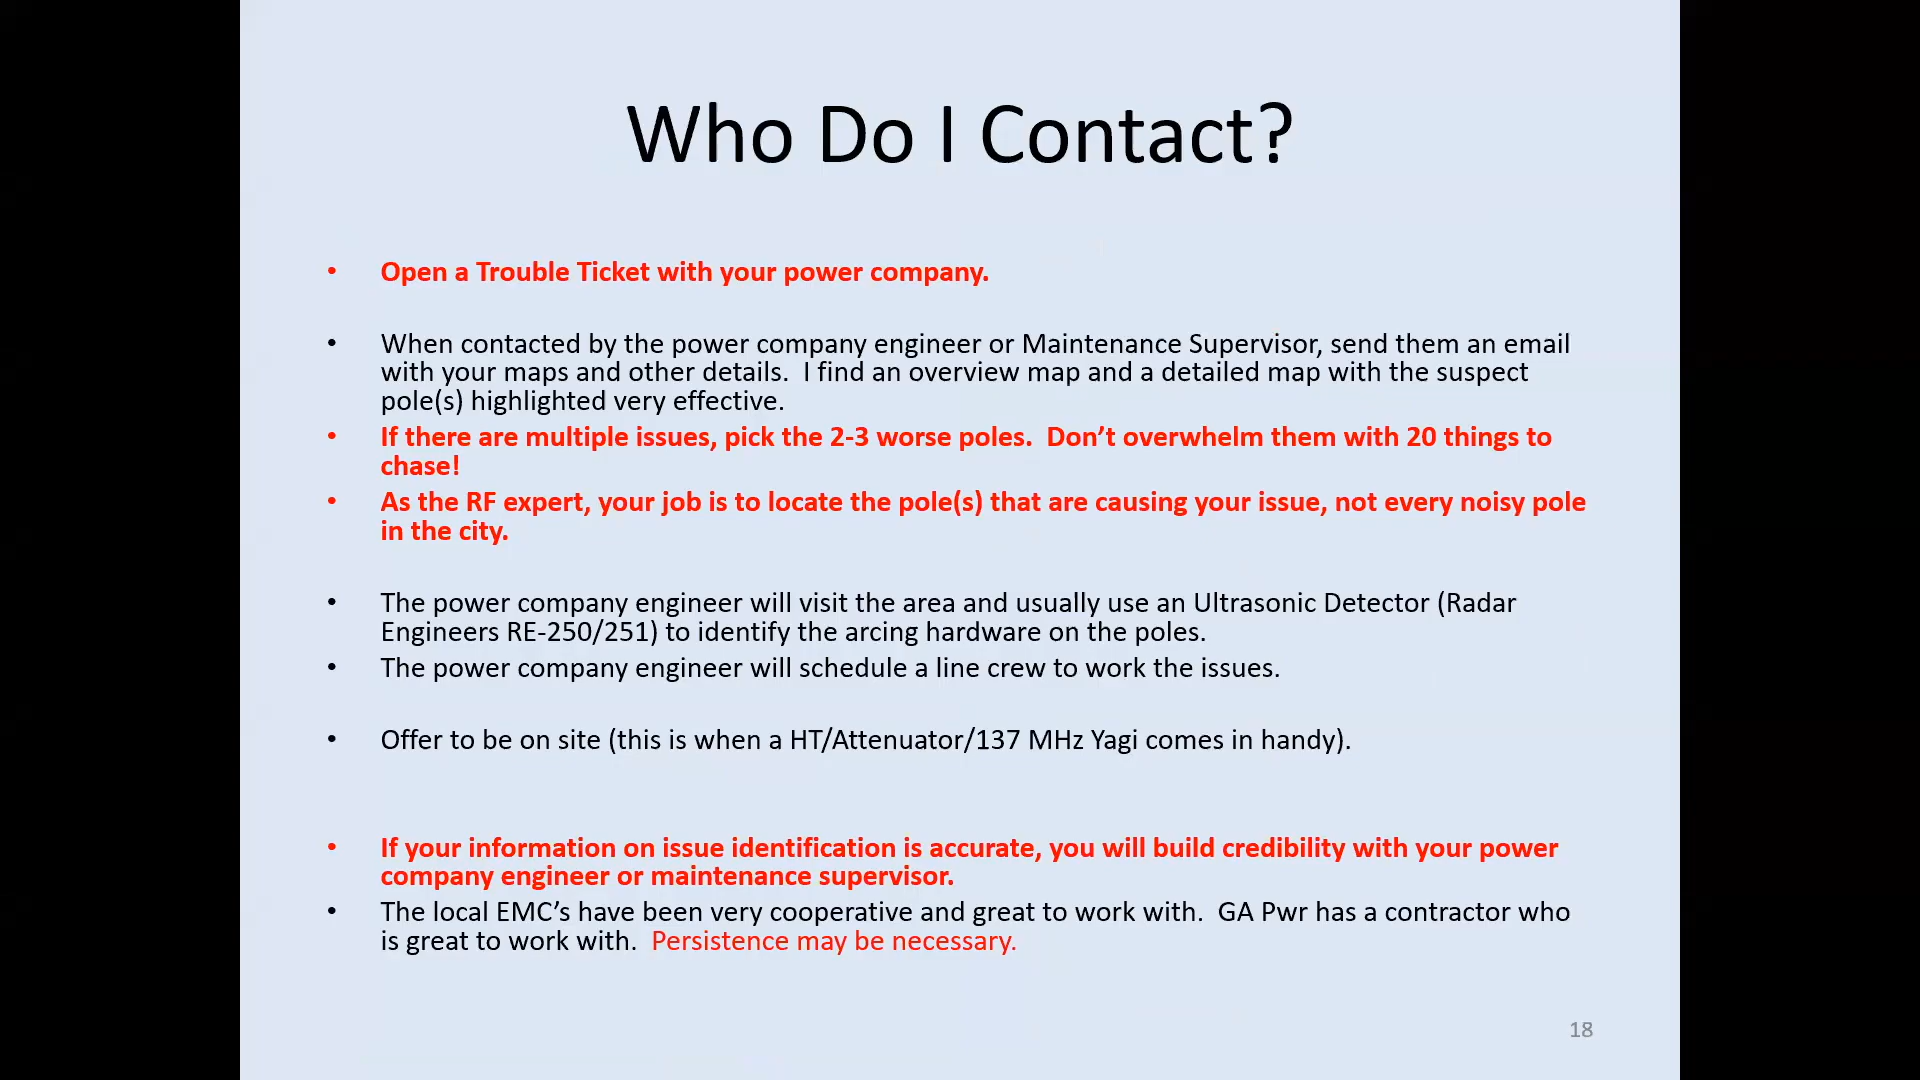 Who Do I Contact?
• Open a Trouble Ticket with your power company.
• When contacted by the power company engineer or Maintenance Supervisor, send them an email
with your maps and other details.  I find an overview map and a detailed map with the suspect
pole(s) highlighted very effective.
• If there are multiple issues, pick the 2-3 worse poles.  Don’t overwhelm them with 20 things to
chase!
• As the RF expert, your job is to locate the pole(s) that are causing your issue, not every noisy pole
in the city.
• The power company engineer will visit the area and usually use an Ultrasonic Detector (Radar
Engineers RE-250/251) to identify the arcing hardware on the poles.
• The power company engineer will schedule a line crew to work the issues.
• Offer to be on site (this is when a HT/Attenuator/137 MHz Yagi comes in handy).
• If your information on issue identification is accurate, you will build credibility with your power
company engineer or maintenance supervisor.
• The local EMC’s have been very cooperative and great to work with.  GA Pwr has a contractor who
is great to work with.  Persistence may be necessary.
18